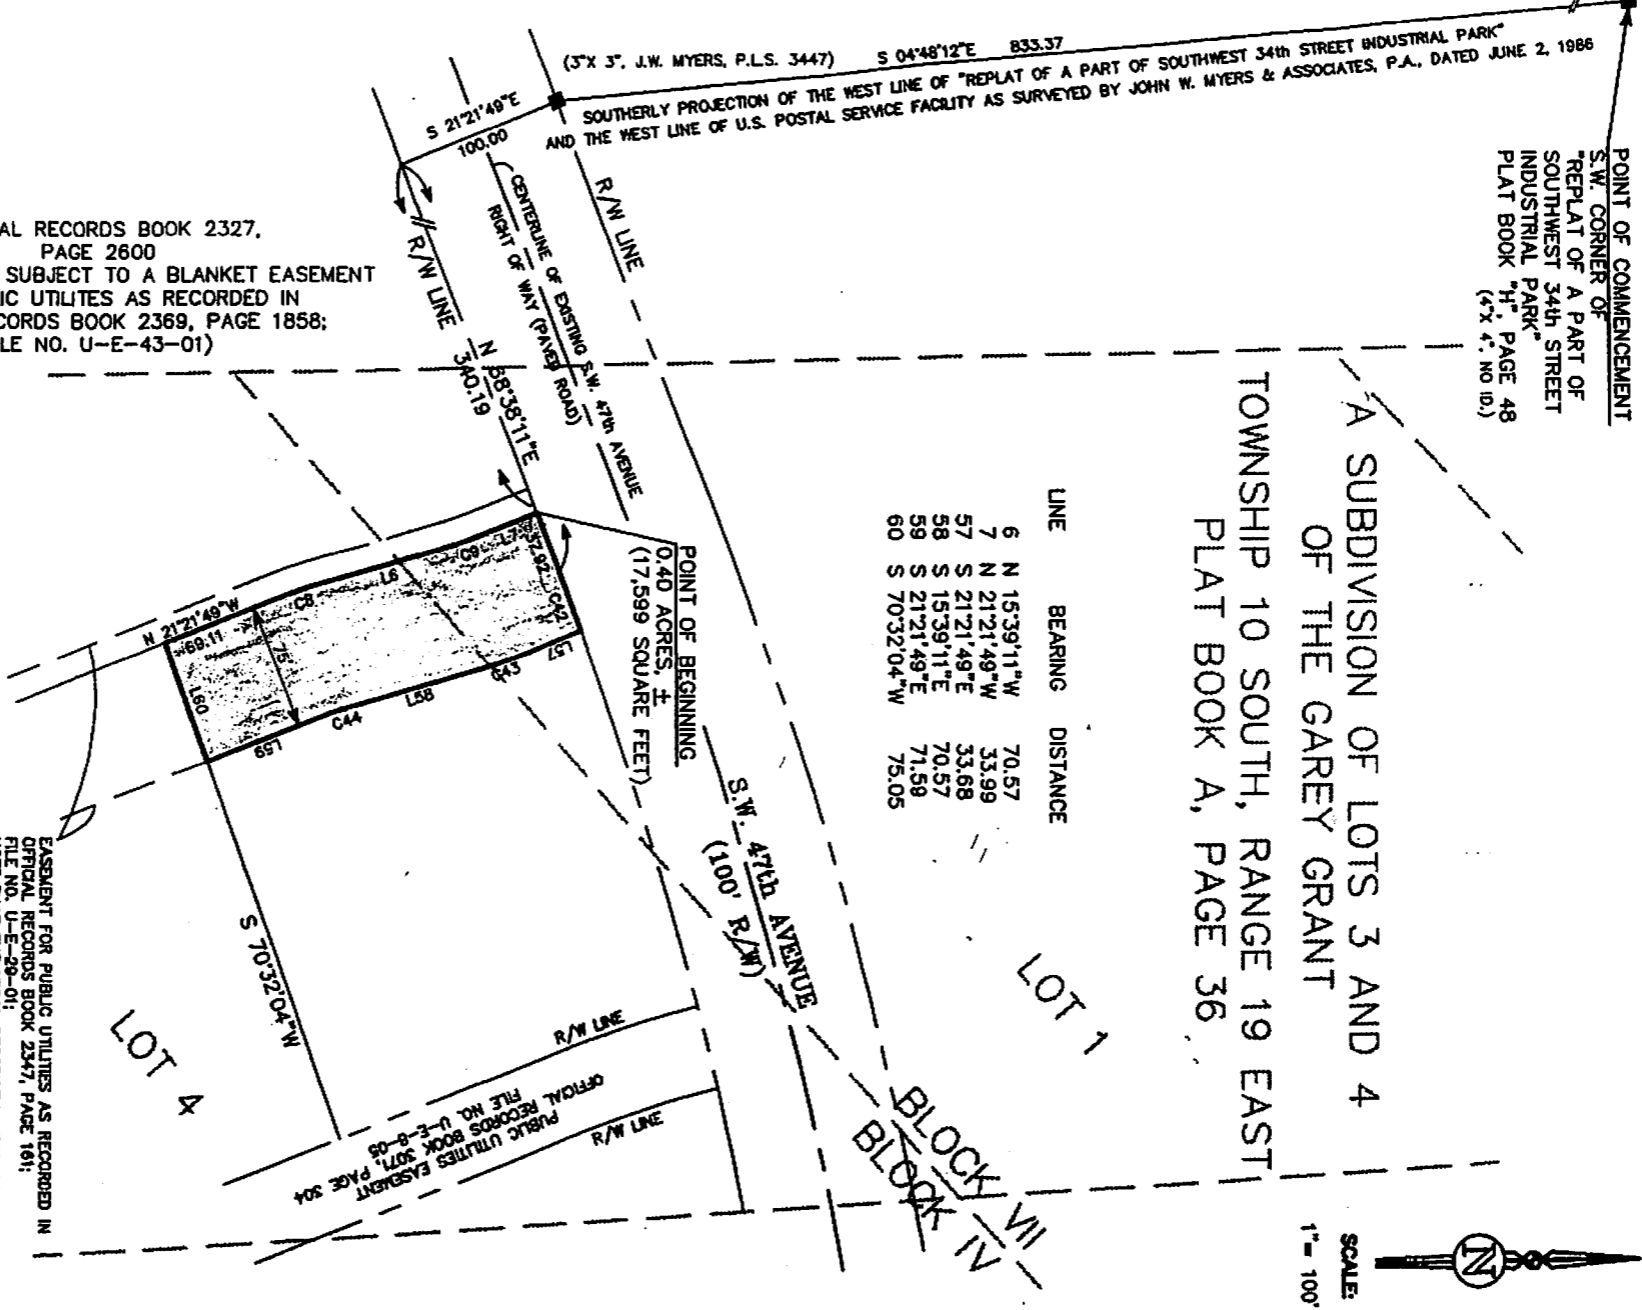 (3"X 3", J.W. MYERS, P.L.S. 3447) S 04°48'12"E 833.37
SOUTHERLY PROJECTION OF THE WEST LINE OF "REPLAT OF A PART OF SOUTHWEST 34th STREET INDUSTRIAL PARK"
AND THE WEST LINE OF U.S. POSTAL SERVICE FACILITY AS SURVEYED BY JOHN W. MYERS & ASSOCIATES, P.A., DATED JUNE 2, 1986
POINT OF COMMENCEMENT
S.W. CORNER OF
"REPLAT OF A PART OF
SOUTHWEST 34th STREET
INDUSTRIAL PARK"
PLAT BOOK "H", PAGE 48
(4"X 4", NO ID.)
S 21°21'49"E
100.00
R/W LINE
CENTERLINE OF EXISTING S.W. 47th AVENUE
RIGHT OF WAY (PAVED ROAD)
R/W LINE
N 68°38'11"E
340.19
AL RECORDS BOOK 2327,
PAGE 2600
SUBJECT TO A BLANKET EASEMENT
IC UTILITES AS RECORDED IN
CORDS BOOK 2369, PAGE 1858;
LE NO. U-E-43-01)
A SUBDIVISION OF LOTS 3 AND 4
OF THE GAREY GRANT
TOWNSHIP 10 SOUTH, RANGE 19 EAST
PLAT BOOK A, PAGE 36
LINE BEARING DISTANCE
6 N 15°39'11"W 70.57
7 N 21°21'49"W 33.99
57 S 21°21'49"E 33.68
58 S 15°39'11"E 70.57
59 S 21°21'49"E 71.59
60 S 70°32'04"W 75.05
POINT OF BEGINNING
0.40 ACRES, ±
(17,599 SQUARE FEET)
L7
37.92
C42
C9
L6
C8
N 21°21'49"W
69.11
75'
L57
C43
L58
C44
L59
L60
S 70°32'04"W
S.W. 47th AVENUE
(100' R/W)
LOT 1
LOT 4
BLOCK VII
BLOCK IV
R/W LINE
PUBLIC UTILITIES EASEMENT
OFFICIAL RECORDS BOOK 3071, PAGE 304
FILE NO. U-E-8-05
R/W LINE
EASEMENT FOR PUBLIC UTILITIES AS RECORDED IN
OFFICIAL RECORDS BOOK 2347, PAGE 161;
FILE NO. U-E-29-01;
N
SCALE:
1"= 100'